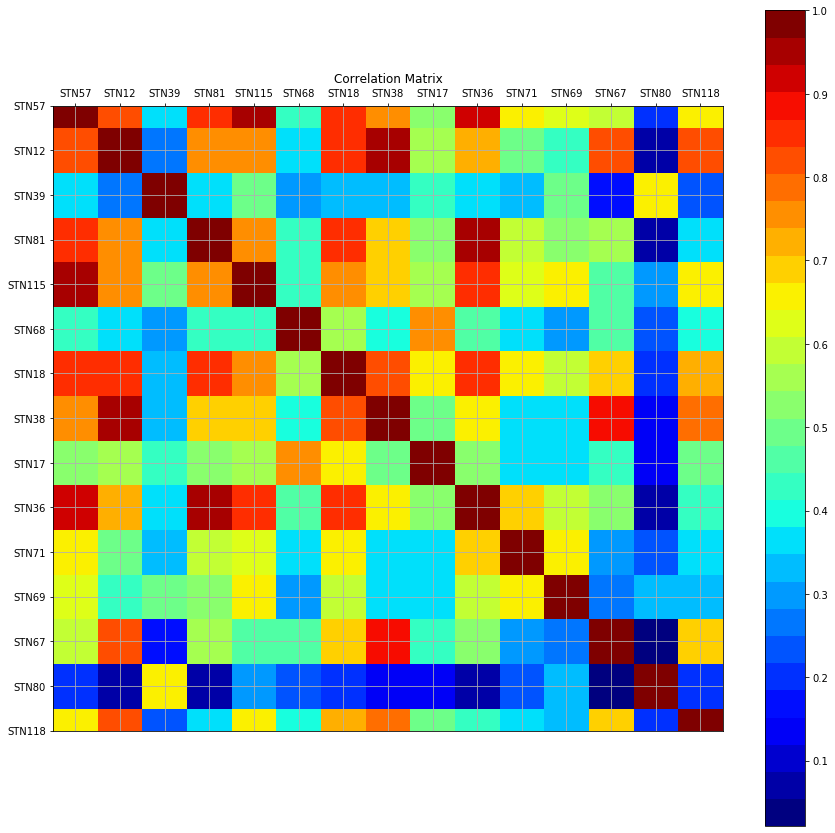 Correlation Matrix
STN57 STN12 STN39 STN81 STN115 STN68 STN18 STN38 STN17 STN36 STN71 STN69 STN67 STN80 STN118
STN57
STN12
STN39
STN81
STN115
STN68
STN18
STN38
STN17
STN36
STN71
STN69
STN67
STN80
STN118
1.0
0.9
0.8
0.7
0.6
0.5
0.4
0.3
0.2
0.1